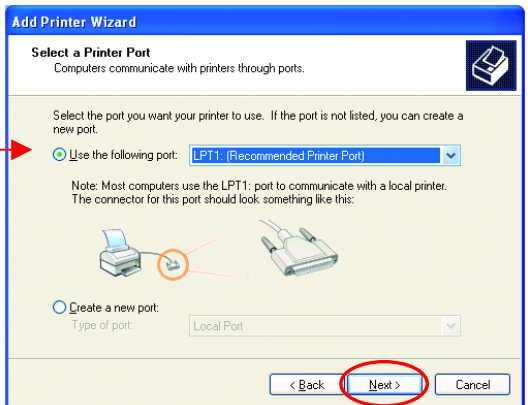 Add Printer Wizard
Select a Printer Port
Computers communicate with printers through ports.
Select the port you want your printer to use. If the port is not listed, you can create a
new port.
Use the following port: LPT1: (Recommended Printer Port)
Note: Most computers use the LPT1: port to communicate with a local printer.
The connector for this port should look something like this:
Create a new port:
Type of port: Local Port
< Back Next > Cancel